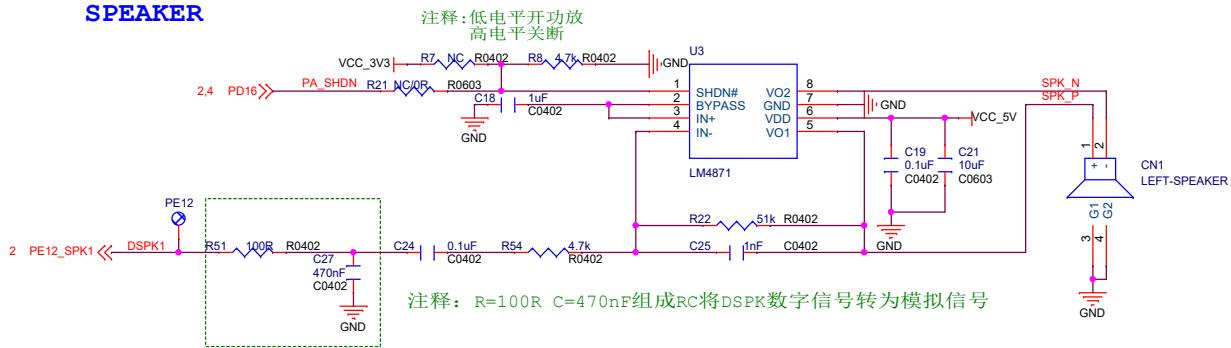 SPEAKER
注释:低电平开功放
高电平关断
VCC_3V3 R7 NC R0402 R8 4.7k R0402 GND U3
2,4 PD16 PA_SHDN R21 NC/0R R0603
C18 1uF C0402
GND
1 SHDN# VO2 8 SPK_N
2 BYPASS GND 7 GND SPK_P
3 IN+ VDD 6 VCC_5V
4 IN- VO1 5
LM4871
C19 0.1uF C0402
C21 10uF C0603
GND
1 2
+ -
CN1
LEFT-SPEAKER
G1 G2
3 4
GND
PE12
2 PE12_SPK1 DSPK1 R51 100R R0402
C27
470nF
C0402
GND
C24 0.1uF C0402
R54 4.7k R0402
R22 51k R0402
C25 1nF C0402
注释: R=100R C=470nF组成RC将DSPK数字信号转为模拟信号